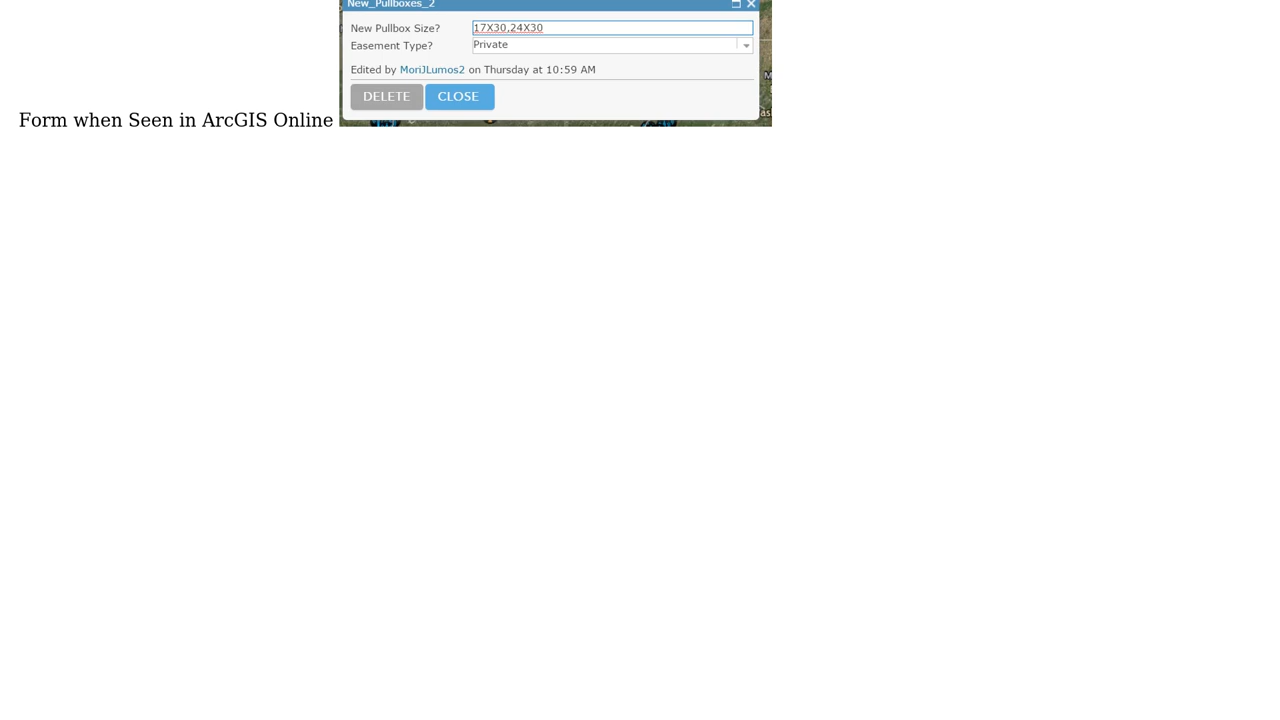 New_Pullboxes_2
New Pullbox Size? 17X30,24X30
Easement Type? Private
Edited by MoriJLumos2 on Thursday at 10:59 AM
DELETE CLOSE
Form when Seen in ArcGIS Online